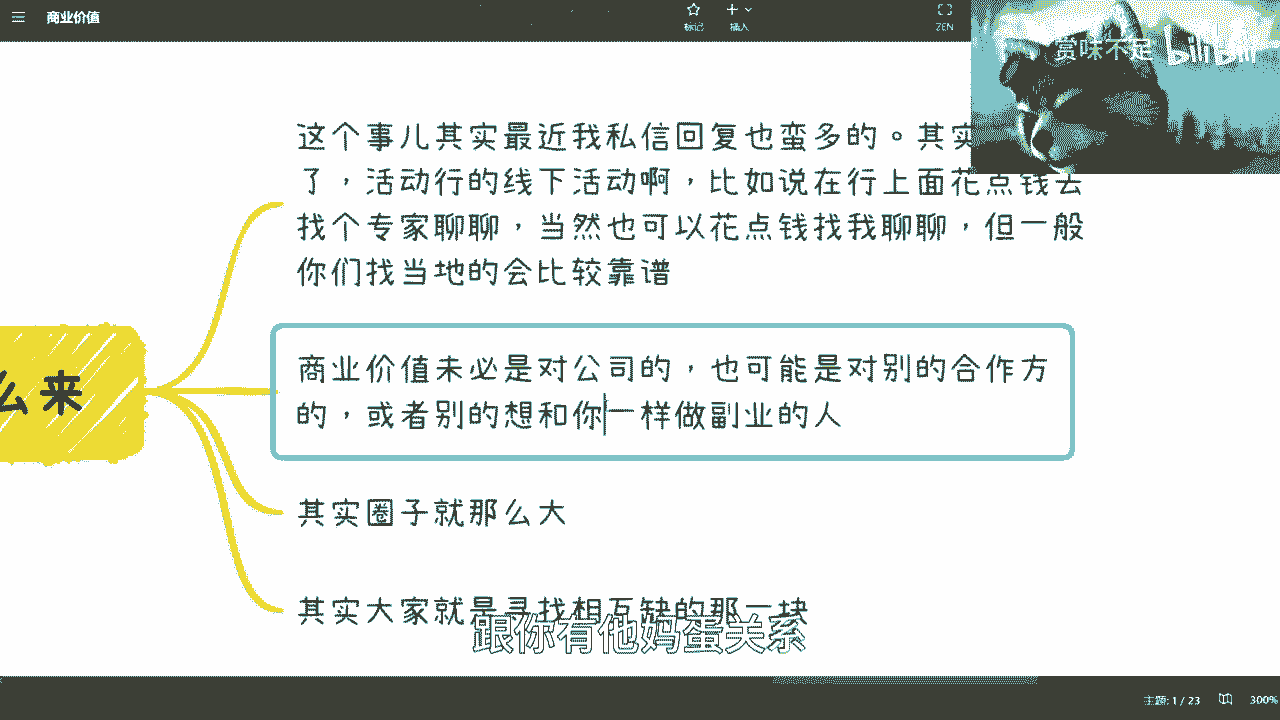 商业价值
标记
插入
ZEN
赏味不足 bilibili
这个事儿其实最近我私信回复也蛮多的。其实
了，活动行的线下活动啊，比如说在行上面花点钱去
找个专家聊聊，当然也可以花点钱找我聊聊，但一般
你们找当地的会比较靠谱
么来
商业价值未必是对公司的，也可能是对别的合作方
的，或者别的想和你一样做副业的人
其实圈子就那么大
其实大家就是寻找相互缺的那一块
跟你有他妈蛋关系
主题: 1 / 23
300%